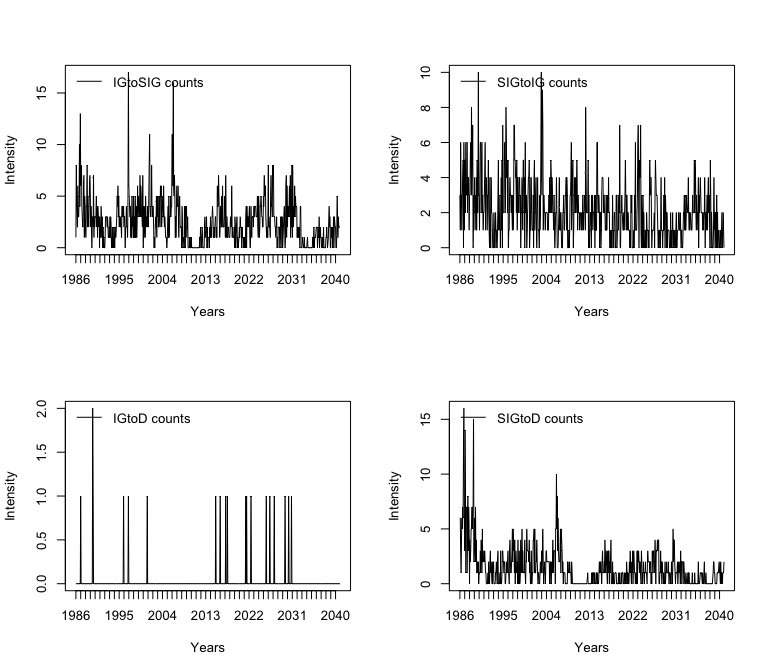 IGtoSIG counts
Intensity
0 5 10 15
1986 1995 2004 2013 2022 2031 2040
Years
SIGtoIG counts
Intensity
0 2 4 6 8 10
1986 1995 2004 2013 2022 2031 2040
Years
IGtoD counts
Intensity
0.0 0.5 1.0 1.5 2.0
1986 1995 2004 2013 2022 2031 2040
Years
SIGtoD counts
Intensity
0 5 10 15
1986 1995 2004 2013 2022 2031 2040
Years